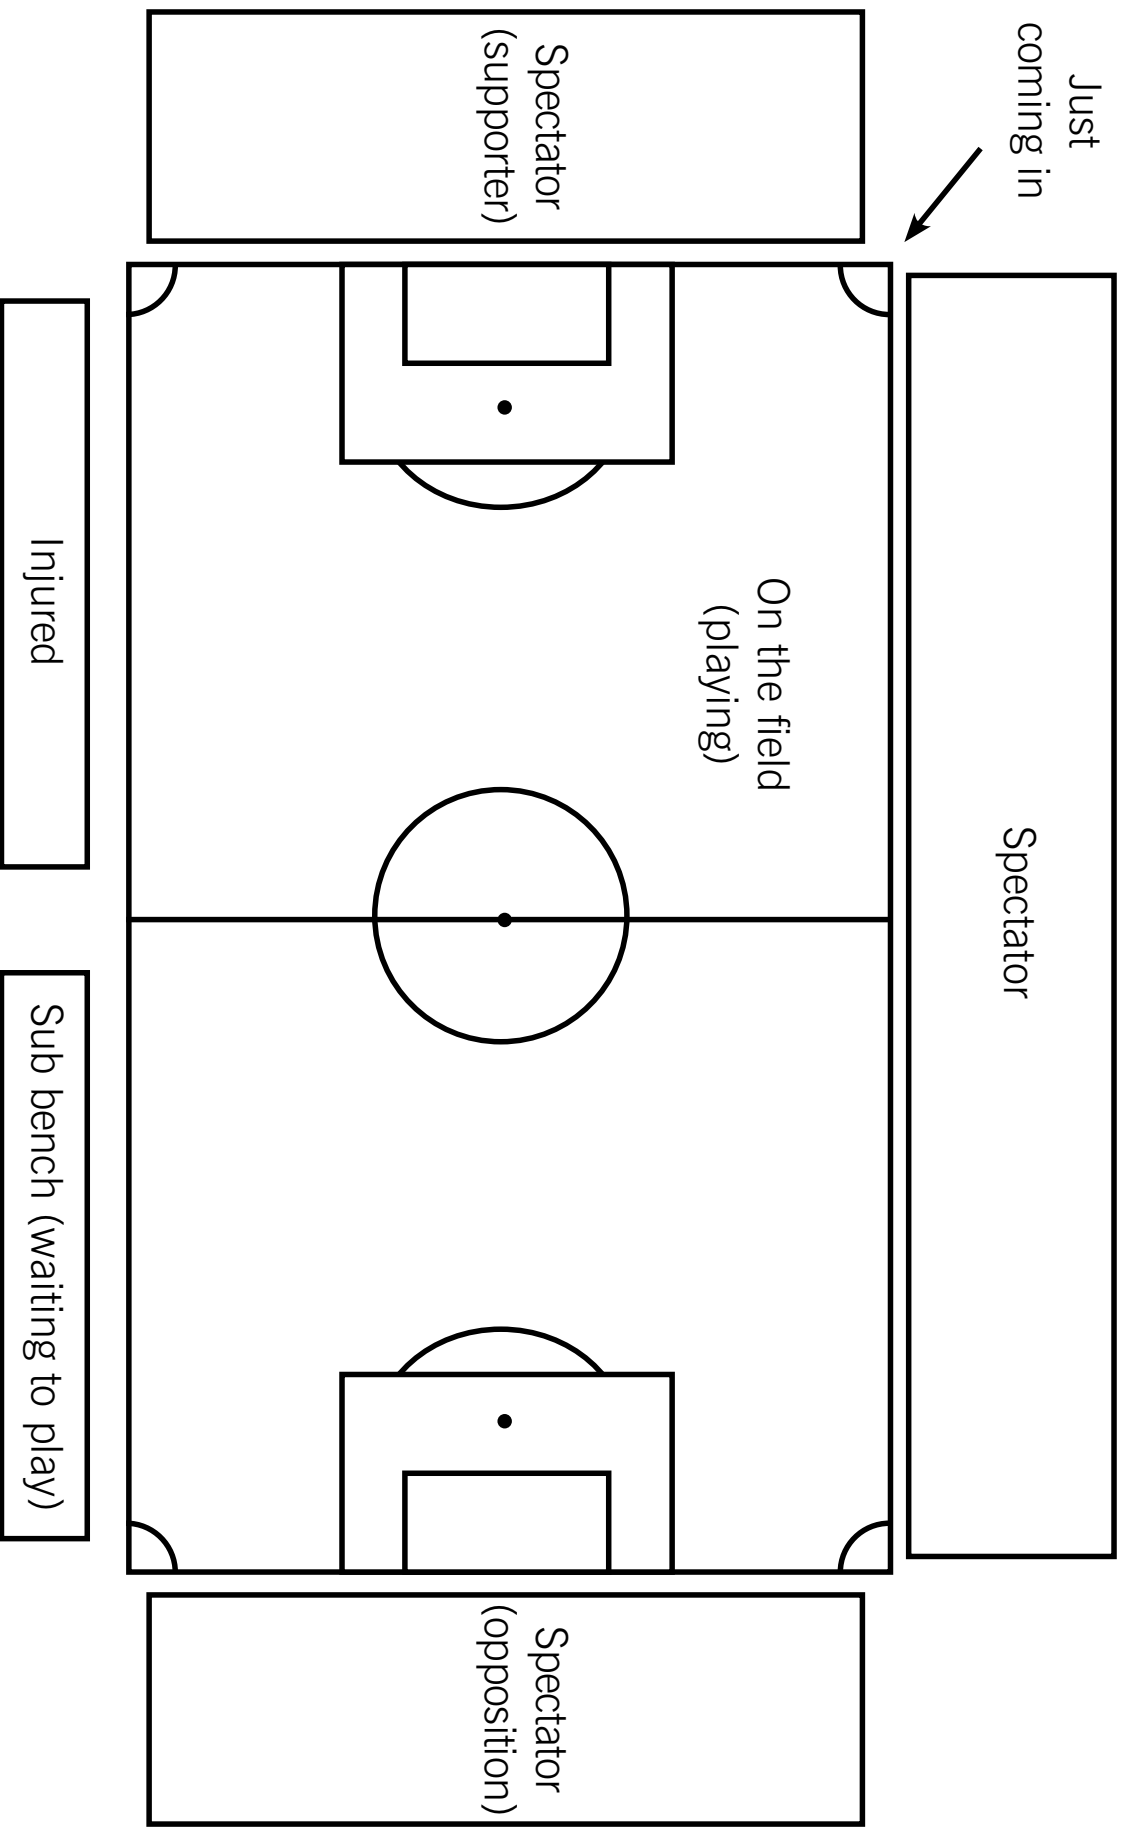 Just
coming in
Spectator
Spectator
(supporter)
On the field
(playing)
Spectator
(opposition)
Injured
Sub bench (waiting to play)